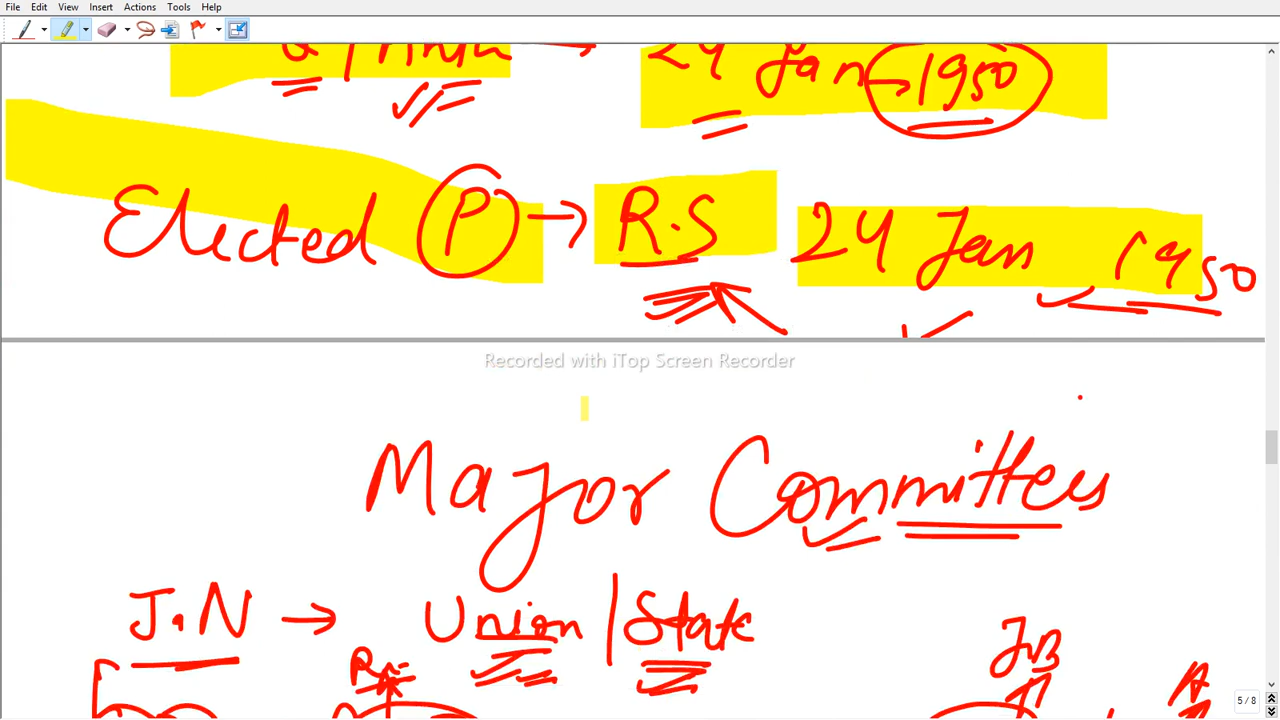 File Edit View Insert Actions Tools Help
24 Jan 1950
Elected P → R.S 24 Jan 1950
Recorded with iTop Screen Recorder
Major Committees
J.N → Union / State
5 / 8